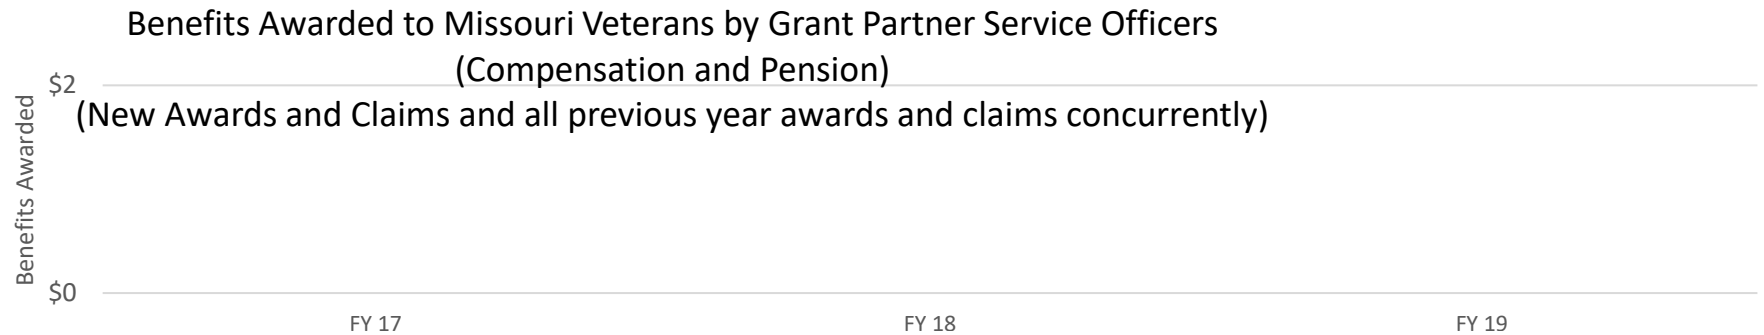 Benefits Awarded to Missouri Veterans by Grant Partner Service Officers
(Compensation and Pension)
(New Awards and Claims and all previous year awards and claims concurrently)
$2
Benefits Awarded
$0
FY 17
FY 18
FY 19